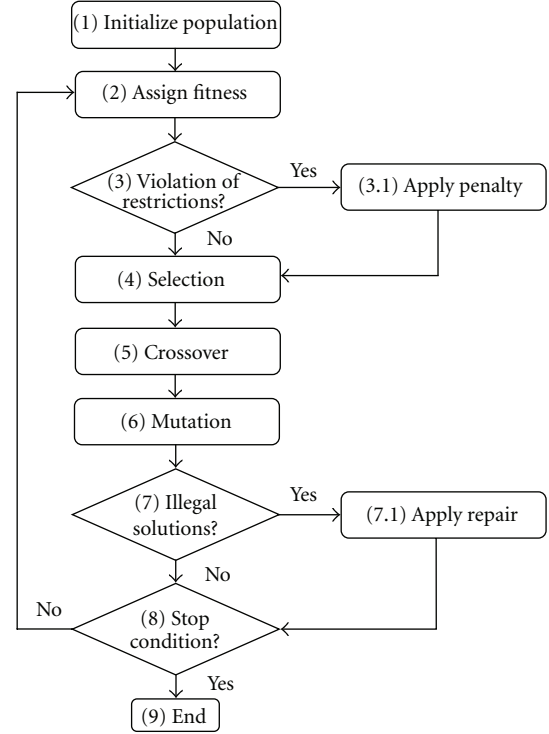 (1) Initialize population
(2) Assign fitness
(3) Violation of
restrictions?
Yes
(3.1) Apply penalty
No
(4) Selection
(5) Crossover
(6) Mutation
(7) Illegal
solutions?
Yes
(7.1) Apply repair
No
No
(8) Stop
condition?
Yes
(9) End